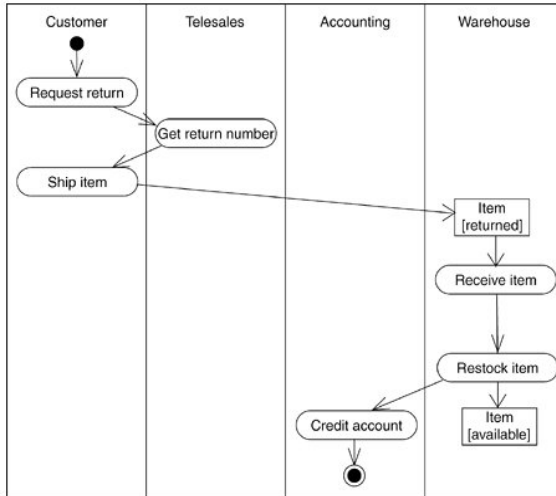 Customer
Telesales
Accounting
Warehouse
Request return
Get return number
Ship item
Item
[returned]
Receive item
Restock item
Item
[available]
Credit account